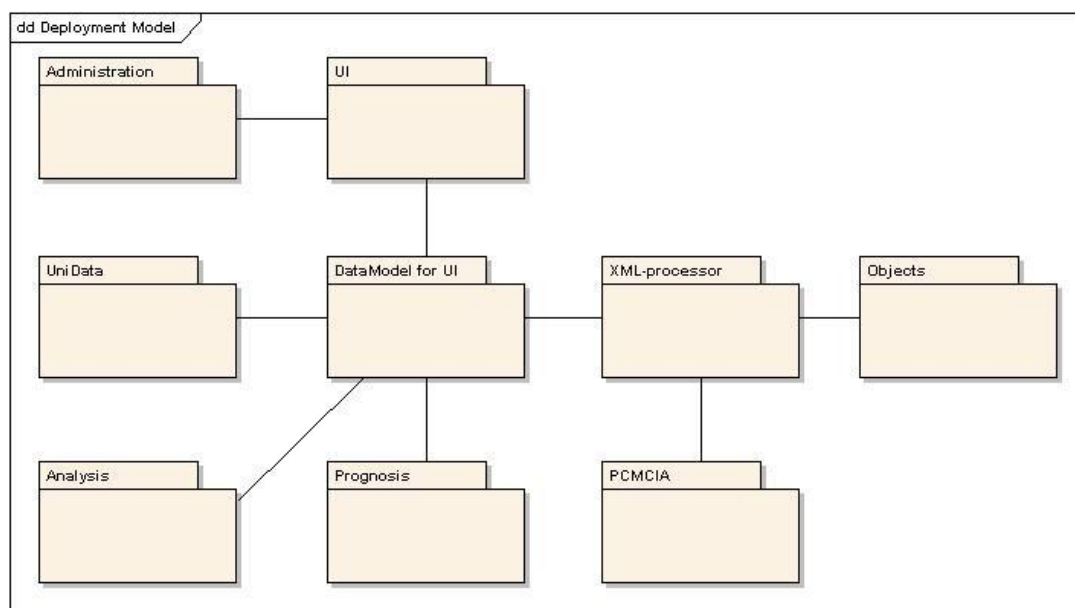 dd Deployment Model
Administration
UI
UniData
DataModel for UI
XML-processor
Objects
Analysis
Prognosis
PCMCIA